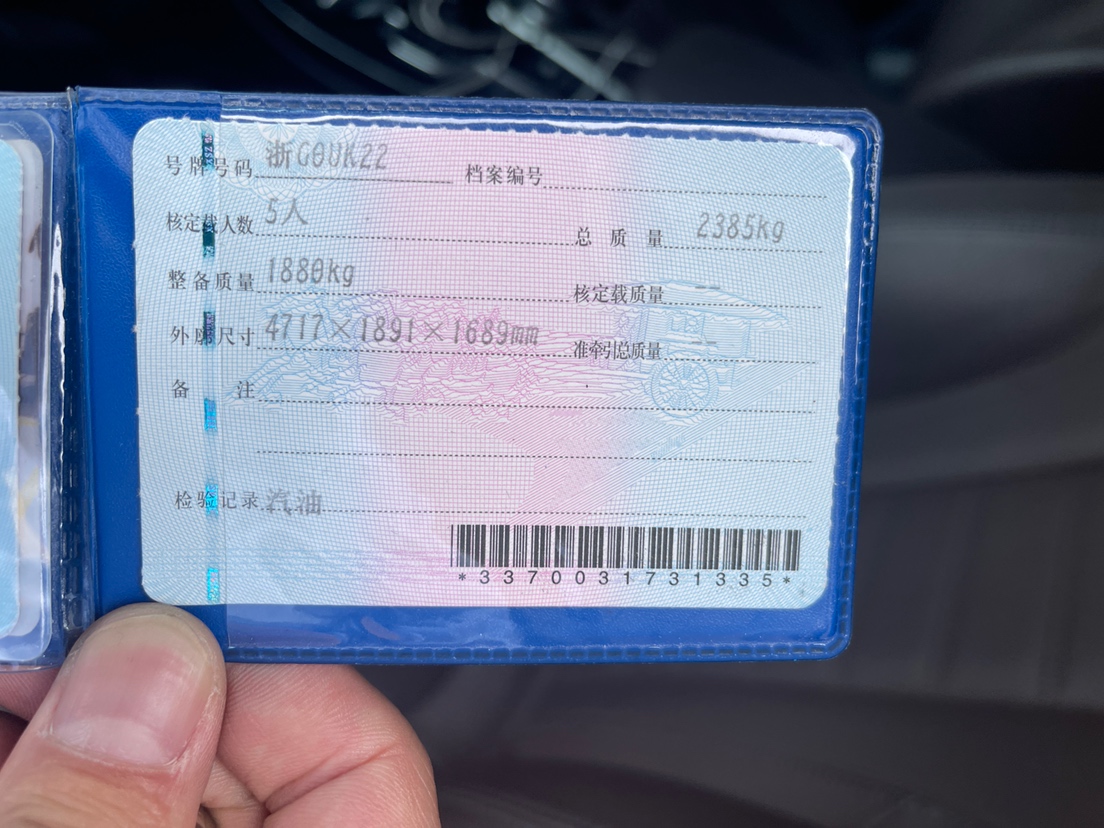 号牌号码 浙G0UK22 档案编号
核定载人数 5人 总质量 2385kg
整备质量 1880kg 核定载质量 --
外廓尺寸 4717×1891×1689mm 准牵引总质量 --
备注
检验记录 汽油
*3370031731335*